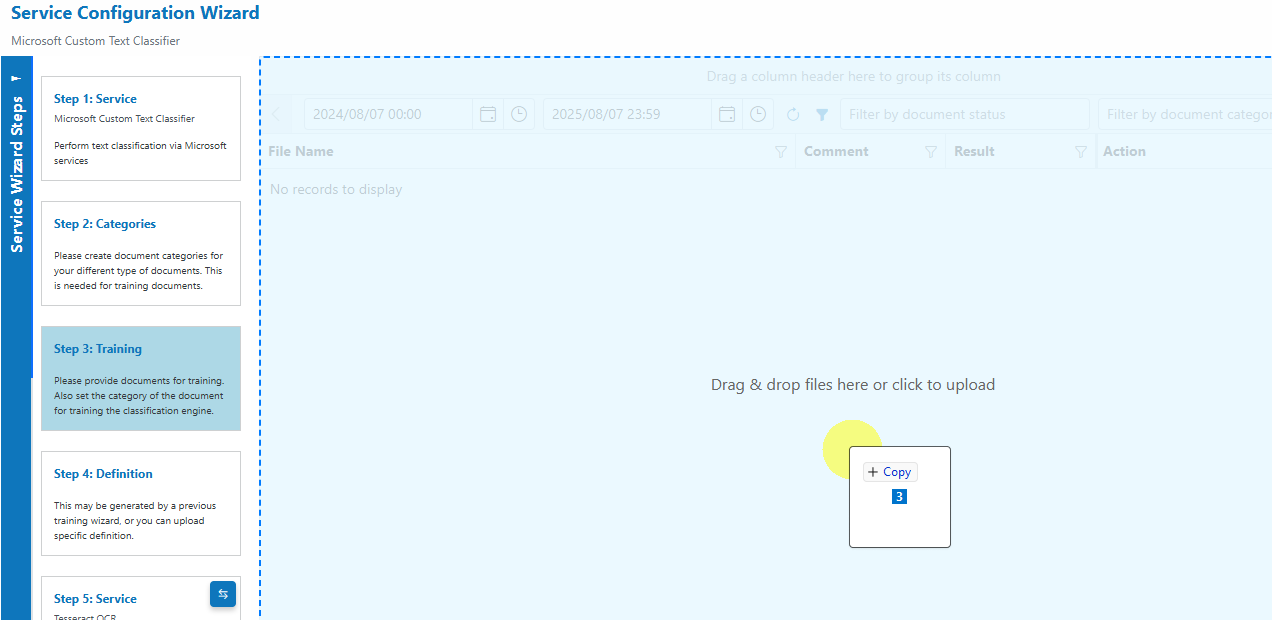 Service Configuration Wizard
Microsoft Custom Text Classifier
Service Wizard Steps
Step 1: Service
Microsoft Custom Text Classifier
Perform text classification via Microsoft
services
Step 2: Categories
Please create document categories for
your different type of documents. This
is needed for training documents.
Step 3: Training
Please provide documents for training.
Also set the category of the document
for training the classification engine.
Step 4: Definition
This may be generated by a previous
training wizard, or you can upload
specific definition.
Step 5: Service
Tesseract OCR
Drag a column header here to group its column
2024/08/07 00:00
2025/08/07 23:59
Filter by document status
Filter by document categor
File Name
Comment
Result
Action
No records to display
Drag & drop files here or click to upload
+ Copy
3